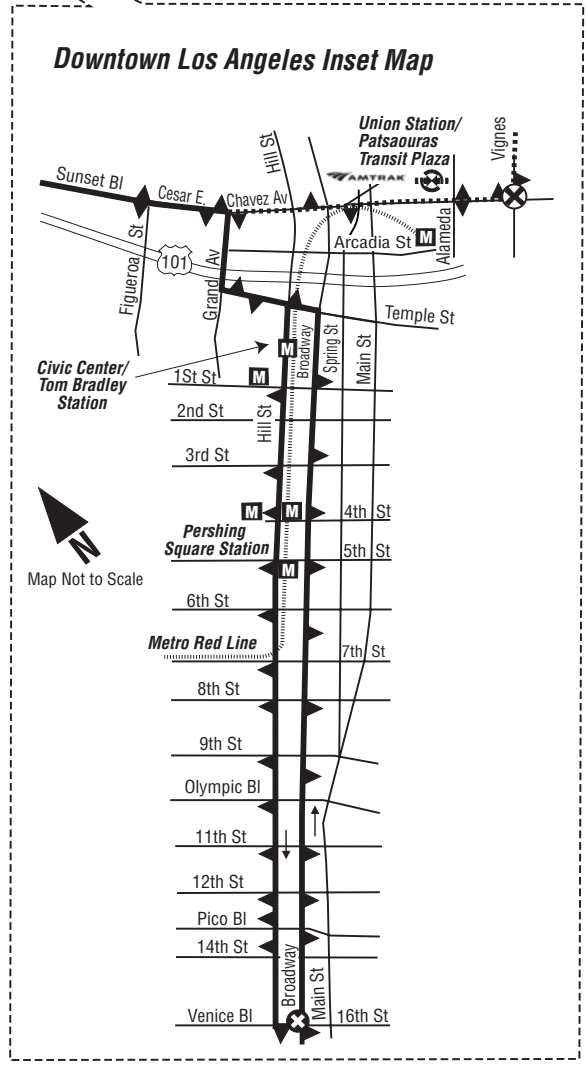 Downtown Los Angeles Inset Map
Union Station/
Patsaouras
Transit Plaza
Vignes
Hill St
AMTRAK
Sunset Bl
Cesar E.
Chavez Av
Arcadia St
M
Alameda
101
Figueroa St
Grand Av
Temple St
Civic Center/
Tom Bradley
Station
M
Broadway
Spring St
Main St
1St St
M
2nd St
Hill St
3rd St
M
M
4th St
Pershing
Square Station
5th St
M
N
Map Not to Scale
6th St
Metro Red Line
7th St
8th St
9th St
Olympic Bl
11th St
12th St
Pico Bl
14th St
Broadway
Main St
Venice Bl
16th St